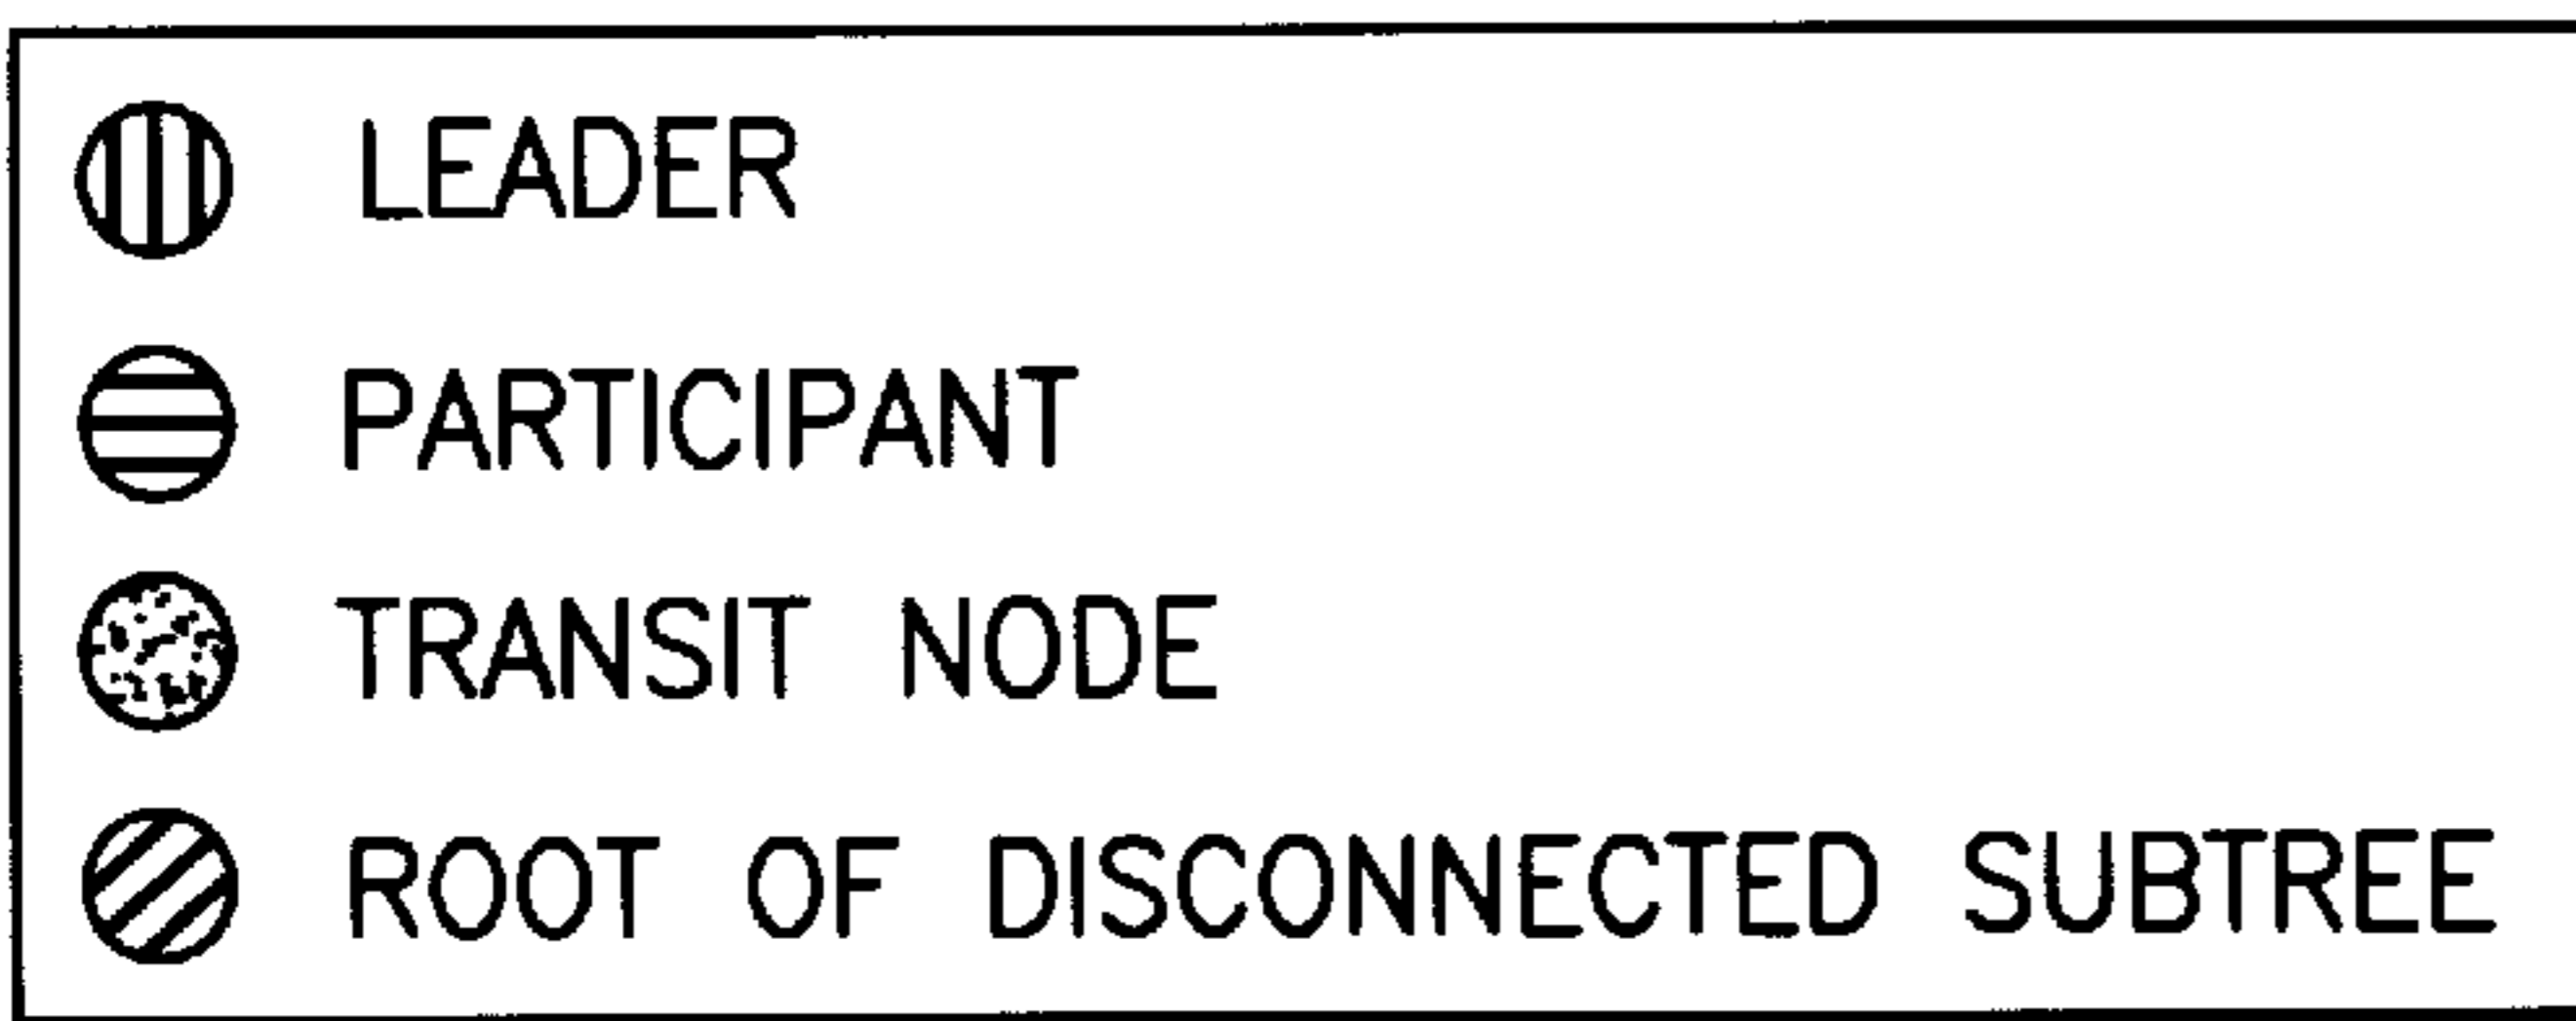 LEADER
PARTICIPANT
TRANSIT NODE
ROOT OF DISCONNECTED SUBTREE